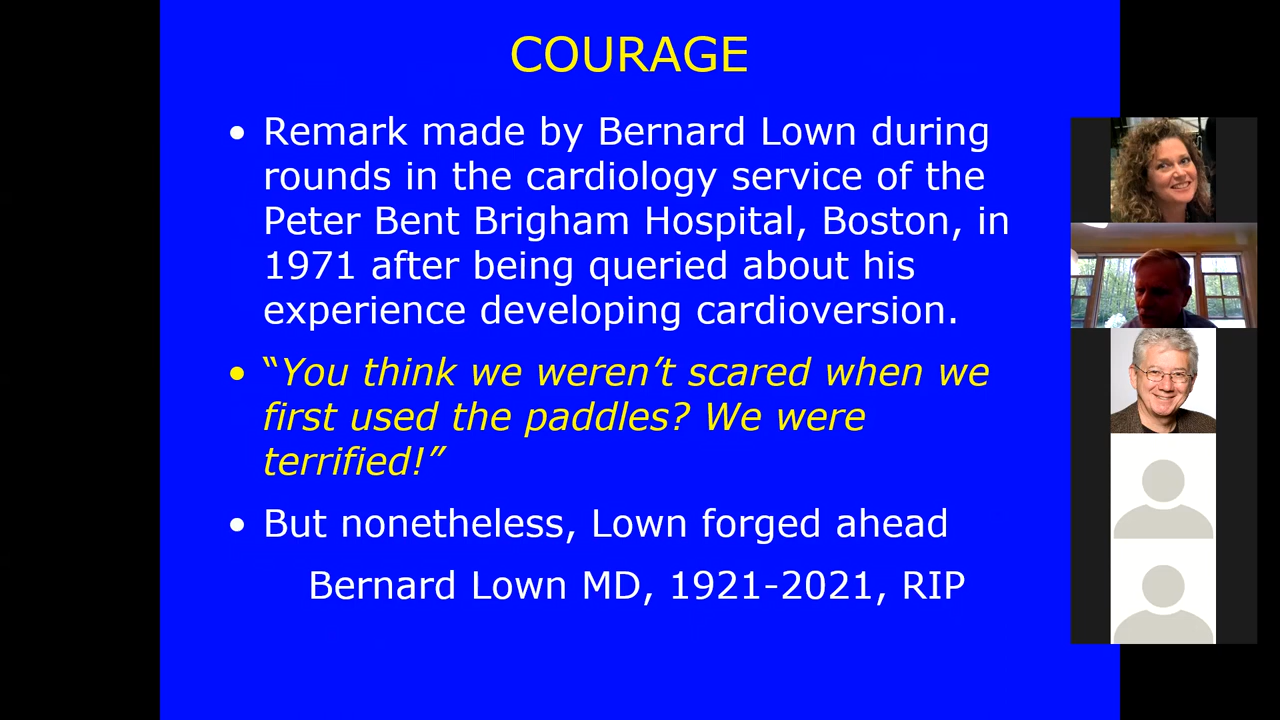 COURAGE
• Remark made by Bernard Lown during
rounds in the cardiology service of the
Peter Bent Brigham Hospital, Boston, in
1971 after being queried about his
experience developing cardioversion.
• “You think we weren’t scared when we
first used the paddles? We were
terrified!”
• But nonetheless, Lown forged ahead
Bernard Lown MD, 1921-2021, RIP